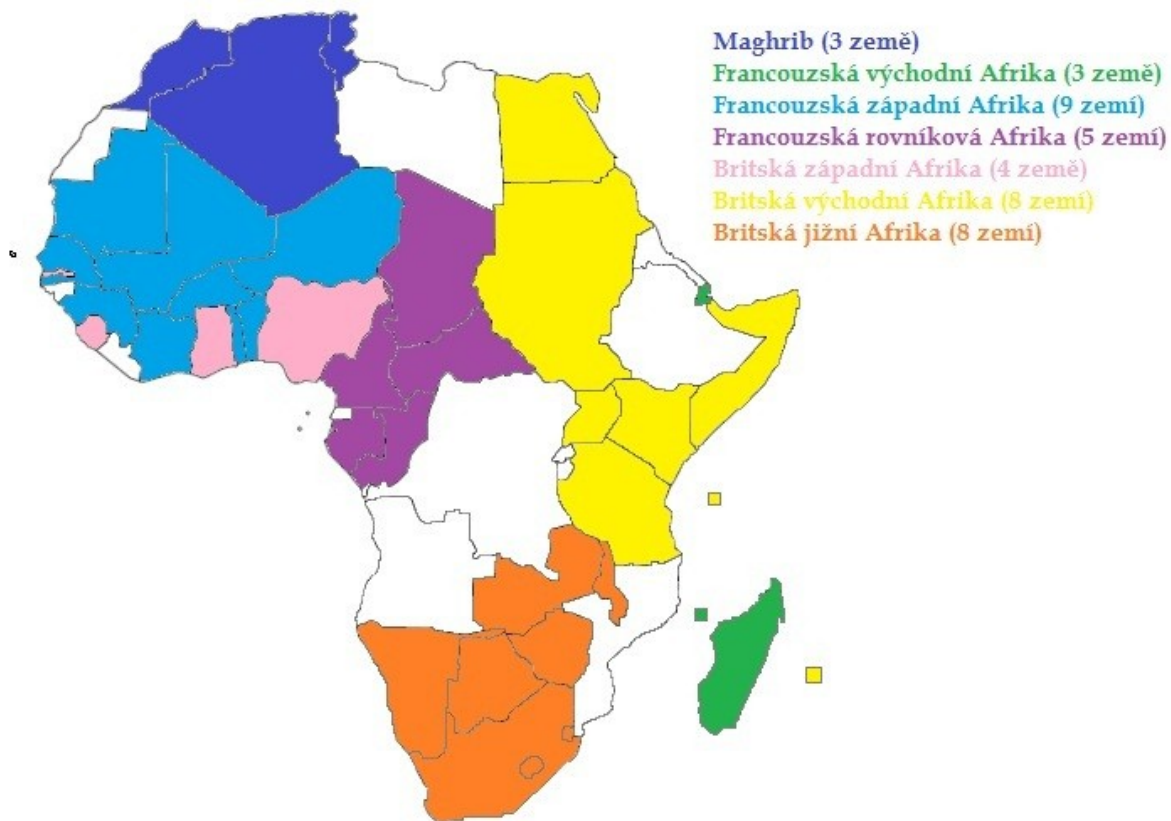 Maghrib (3 země)
Francouzská východní Afrika (3 země)
Francouzská západní Afrika (9 zemí)
Francouzská rovníková Afrika (5 zemí)
Britská západní Afrika (4 země)
Britská východní Afrika (8 zemí)
Britská jižní Afrika (8 zemí)